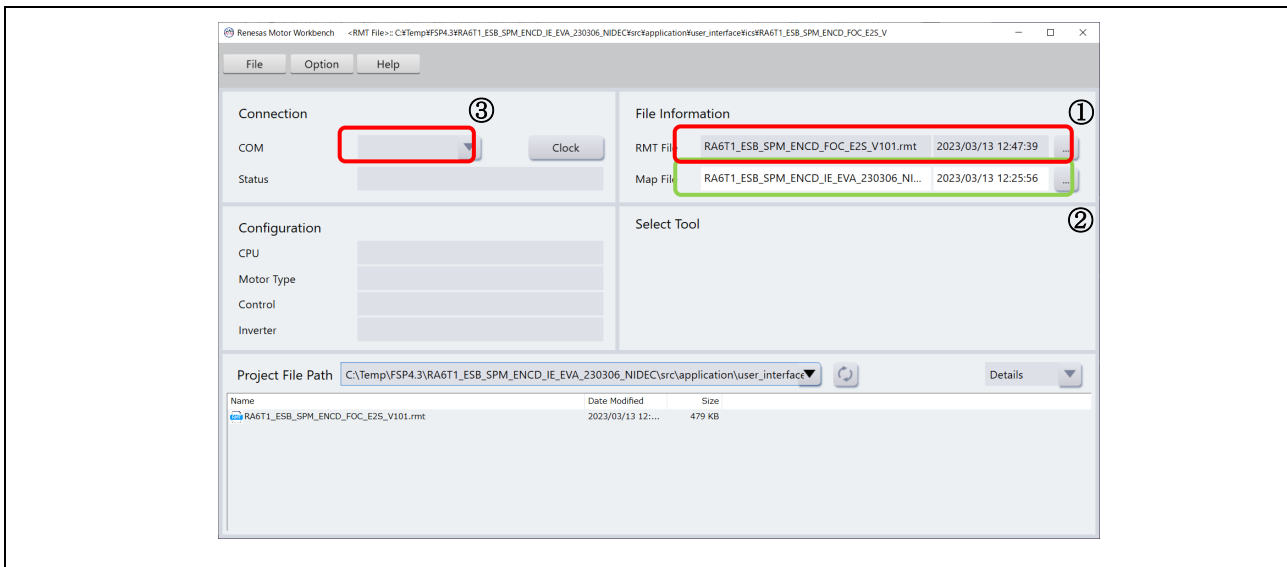 Renesas Motor Workbench <RMT File>:: C:¥Temp¥FSP4.3¥RA6T1_ESB_SPM_ENCD_IE_EVA_230306_NIDEC¥src¥application¥user_interface¥ics¥RA6T1_ESB_SPM_ENCD_FOC_E2S_V
File Option Help
Connection ③
COM Clock
Status
File Information ①
RMT File RA6T1_ESB_SPM_ENCD_FOC_E2S_V101.rmt 2023/03/13 12:47:39 ...
Map File RA6T1_ESB_SPM_ENCD_IE_EVA_230306_NI... 2023/03/13 12:25:56 ...
②
Configuration
CPU
Motor Type
Control
Inverter
Select Tool
Project File Path C:\Temp\FSP4.3\RA6T1_ESB_SPM_ENCD_IE_EVA_230306_NIDEC\src\application\user_interface Details
Name Date Modified Size
RA6T1_ESB_SPM_ENCD_FOC_E2S_V101.rmt 2023/03/13 12:... 479 KB